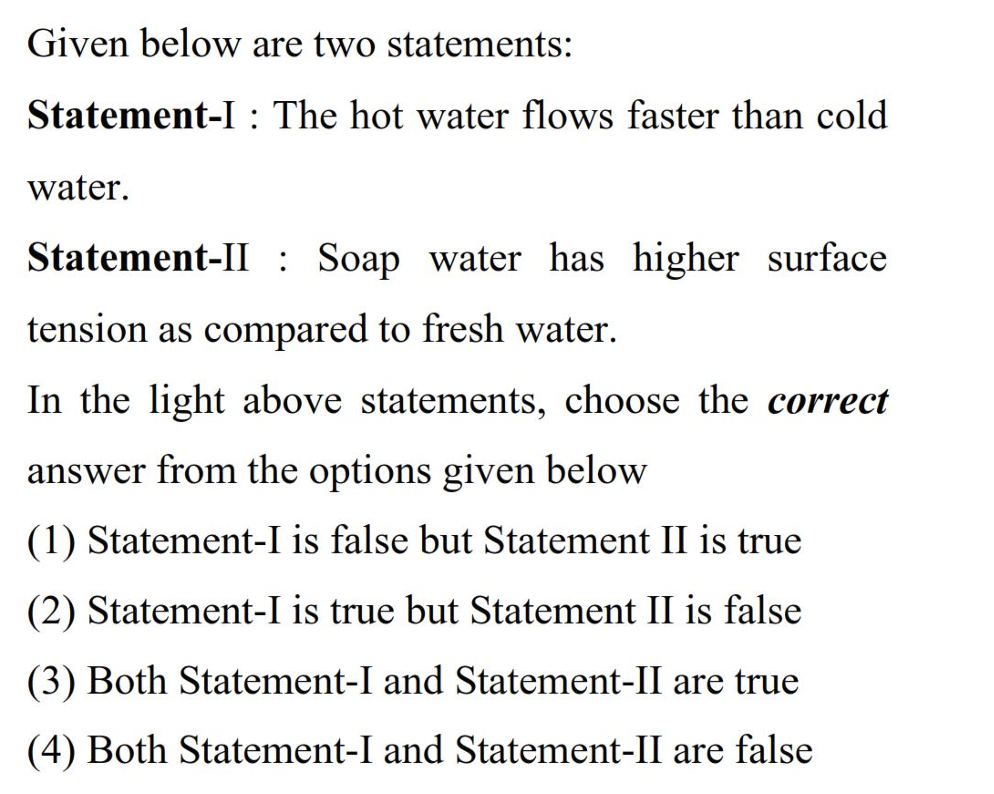 Given below are two statements:
Statement-I : The hot water flows faster than cold
water.
Statement-II : Soap water has higher surface
tension as compared to fresh water.
In the light above statements, choose the correct
answer from the options given below
(1) Statement-I is false but Statement II is true
(2) Statement-I is true but Statement II is false
(3) Both Statement-I and Statement-II are true
(4) Both Statement-I and Statement-II are false